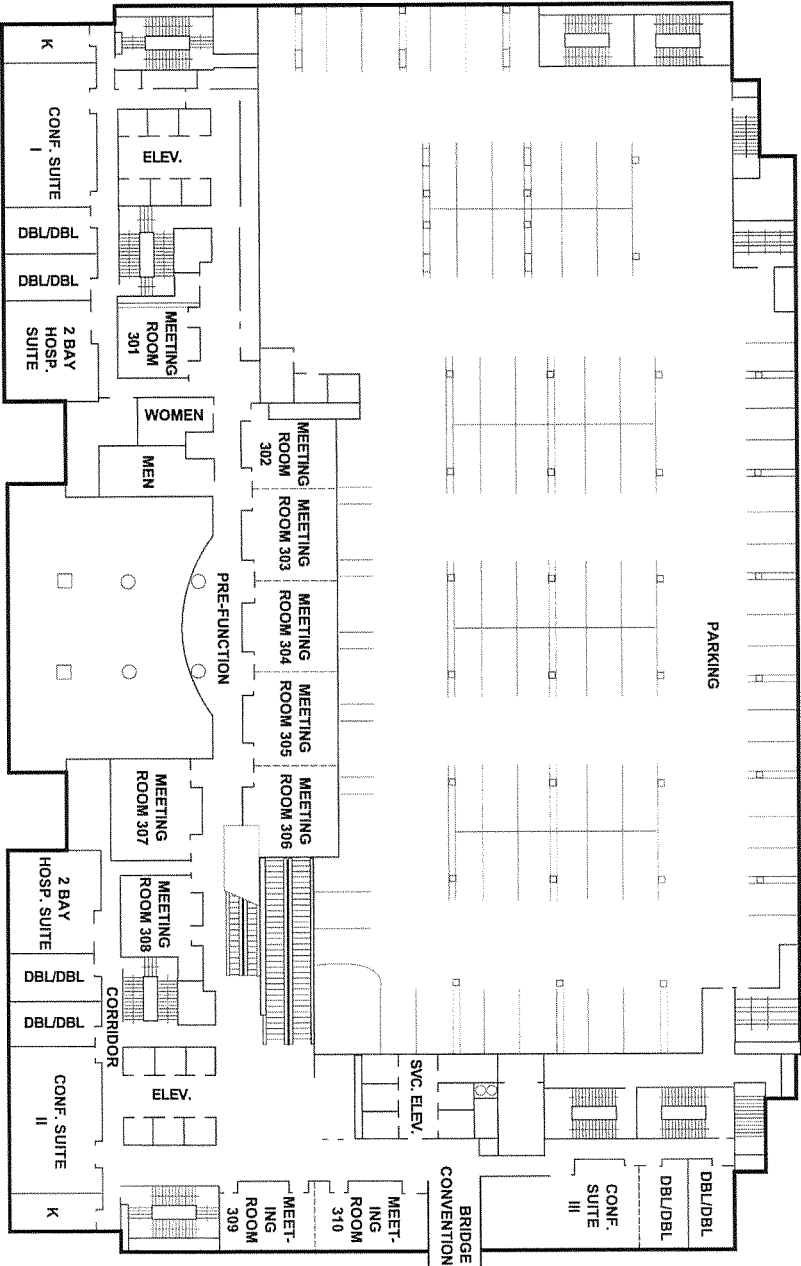 K
CONF. SUITE
I
ELEV.
DBL/DBL
DBL/DBL
2 BAY
HOSP.
SUITE
MEETING
ROOM
301
WOMEN
MEN
MEETING
ROOM
302
MEETING
ROOM 303
MEETING
ROOM 304
MEETING
ROOM 305
MEETING
ROOM 306
PRE-FUNCTION
PARKING
MEETING
ROOM 307
2 BAY
HOSP. SUITE
MEETING
ROOM 308
DBL/DBL
DBL/DBL
CORRIDOR
CONF. SUITE
II
ELEV.
K
SVC. ELEV.
MEET-
ING
ROOM
309
MEET-
ING
ROOM
310
BRIDGE
CONVENTION
CONF.
SUITE
III
DBL/DBL
DBL/DBL